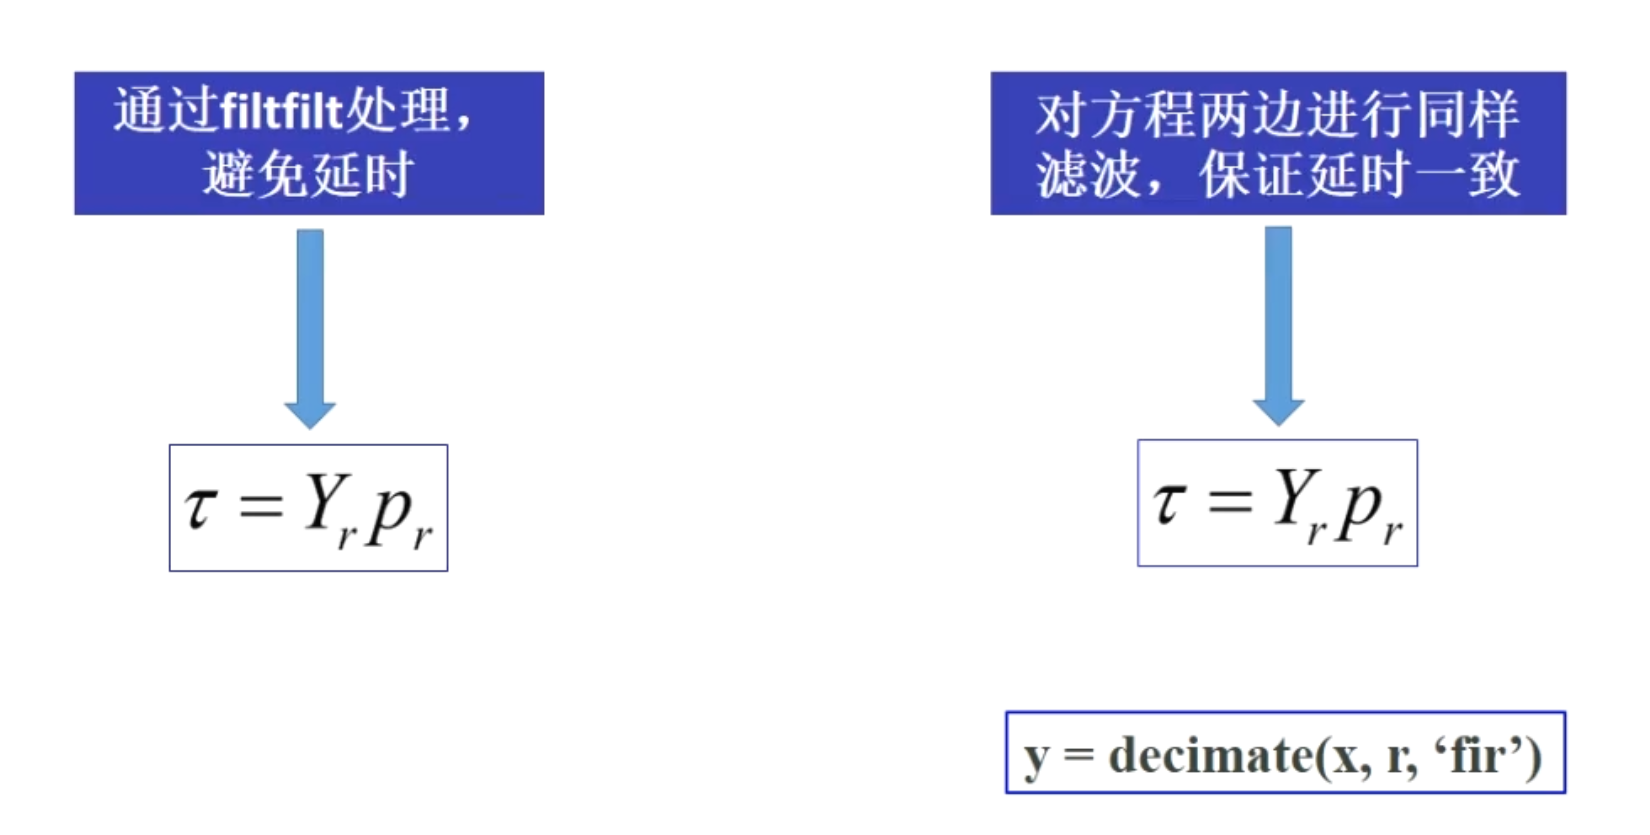 通过filtfilt处理，
避免延时
对方程两边进行同样
滤波，保证延时一致
τ = Y_r p_r
τ = Y_r p_r
y = decimate(x, r, ‘fir’)